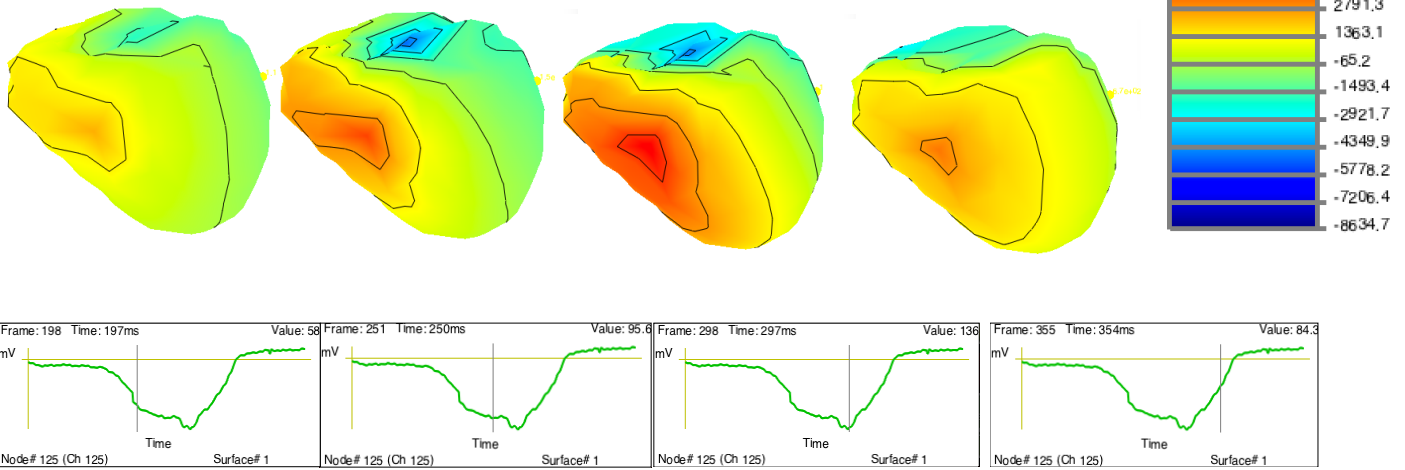 2791,3
1363,1
-65.2
-1493,4
-2921.7
-4349,9
-5778.2
-7206.4
-8634.7
Frame: 198 Time: 197ms Value: 58
mV
Time
Node# 125 (Ch 125) Surface# 1
Frame: 251 Time: 250ms Value: 95.6
mV
Time
Node# 125 (Ch 125) Surface# 1
Frame: 298 Time: 297ms Value: 136
mV
Time
Node# 125 (Ch 125) Surface# 1
Frame: 355 Time: 354ms Value: 84.3
mV
Time
Node# 125 (Ch 125) Surface# 1